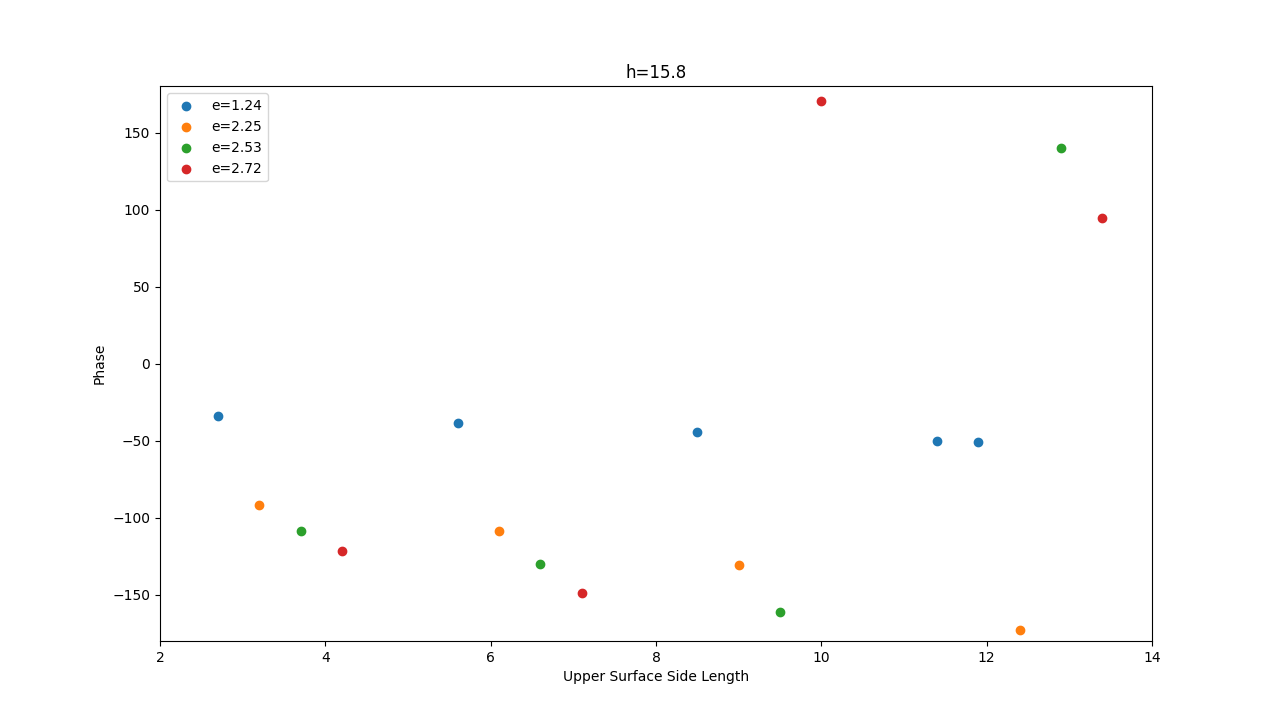 h=15.8
e=1.24
e=2.25
e=2.53
e=2.72
150
100
50
0
−50
−100
−150
Phase
2 4 6 8 10 12 14
Upper Surface Side Length